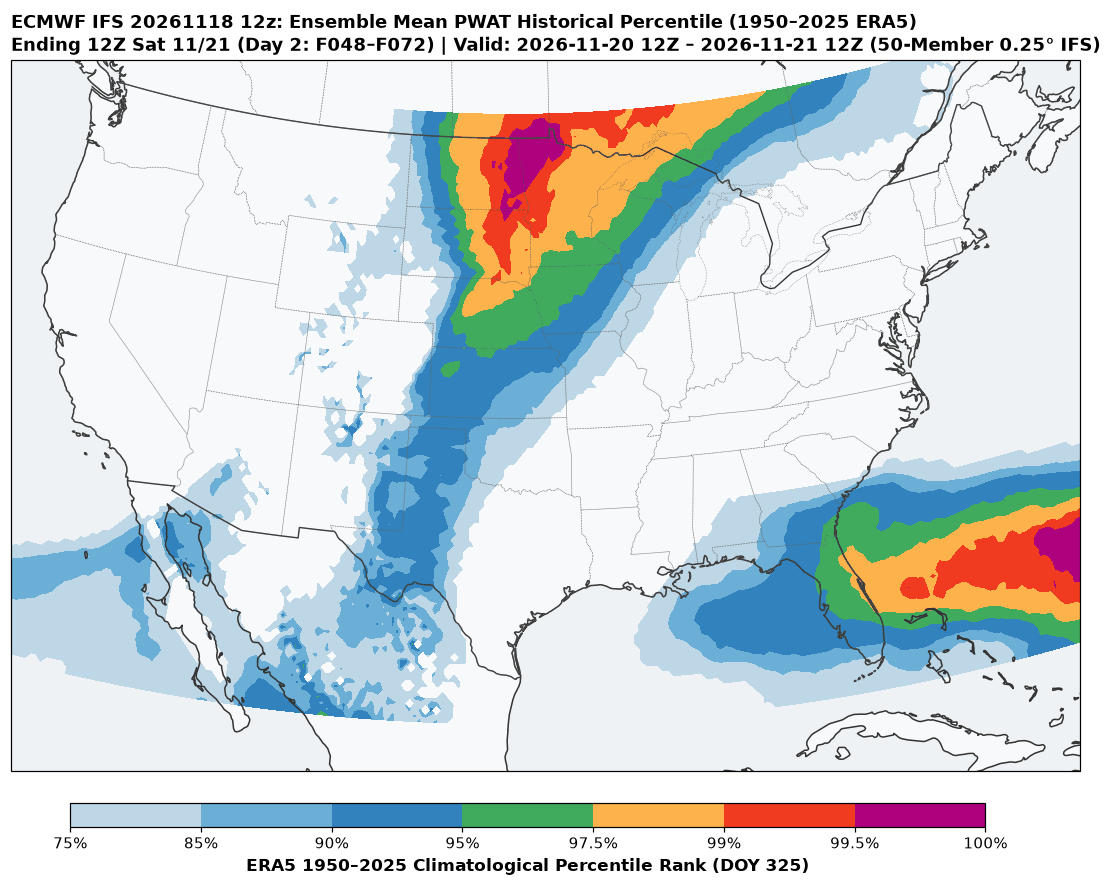 ECMWF IFS 20261118 12z: Ensemble Mean PWAT Historical Percentile (1950–2025 ERA5)
Ending 12Z Sat 11/21 (Day 2: F048–F072) | Valid: 2026-11-20 12Z – 2026-11-21 12Z (50-Member 0.25° IFS)
75% 85% 90% 95% 97.5% 99% 99.5% 100%
ERA5 1950–2025 Climatological Percentile Rank (DOY 325)